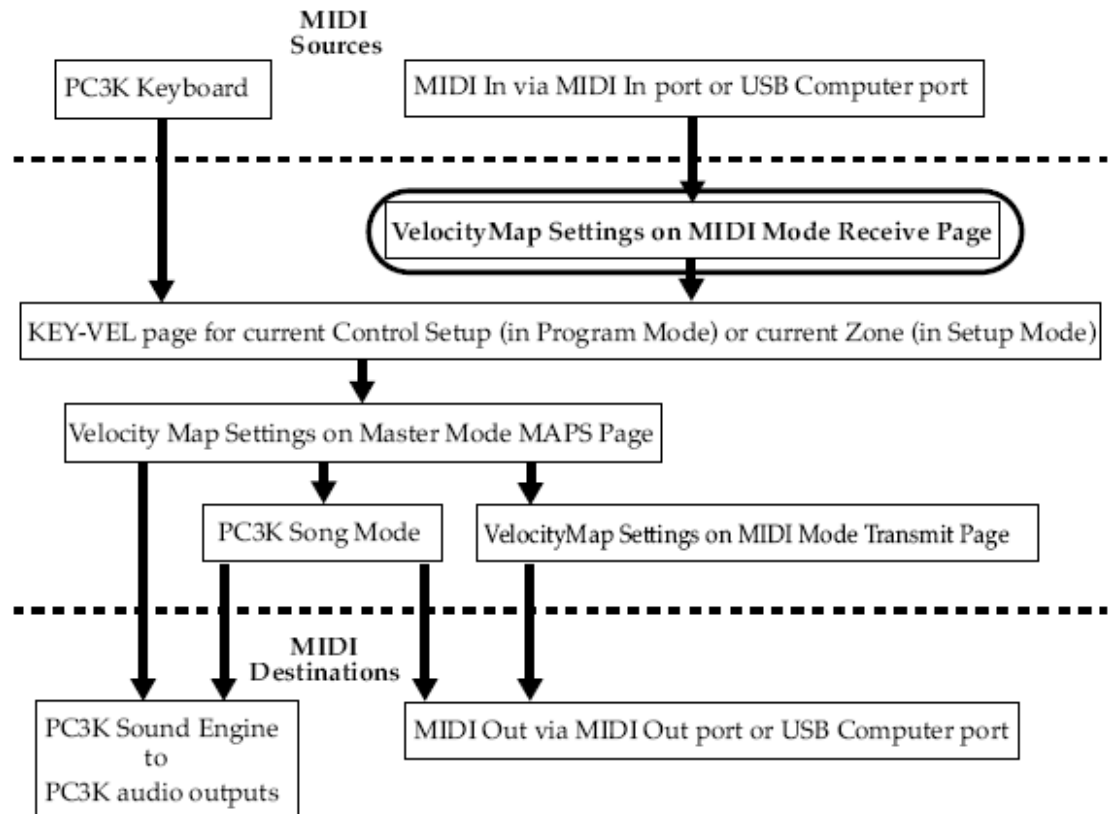 MIDI
Sources
PC3K Keyboard
MIDI In via MIDI In port or USB Computer port
VelocityMap Settings on MIDI Mode Receive Page
KEY-VEL page for current Control Setup (in Program Mode) or current Zone (in Setup Mode)
Velocity Map Settings on Master Mode MAPS Page
PC3K Song Mode
VelocityMap Settings on MIDI Mode Transmit Page
MIDI
Destinations
PC3K Sound Engine
to
PC3K audio outputs
MIDI Out via MIDI Out port or USB Computer port